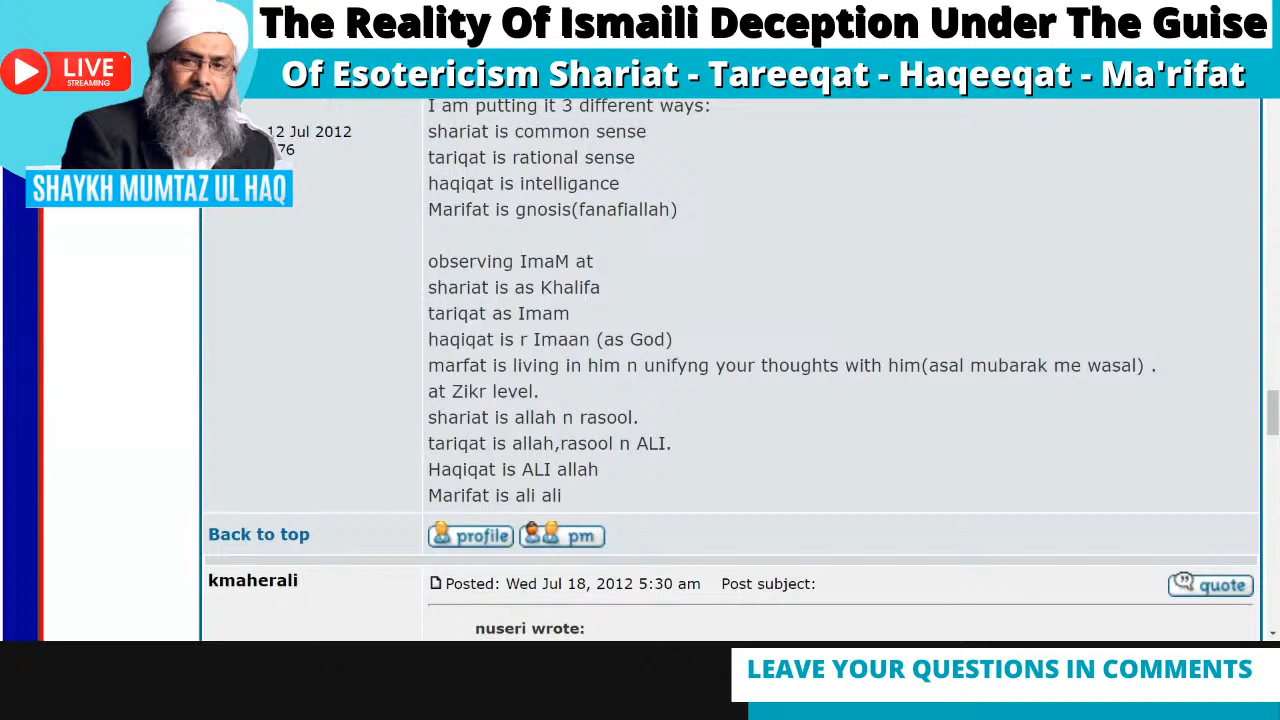 The Reality Of Ismaili Deception Under The Guise
Of Esotericism Shariat - Tareeqat - Haqeeqat - Ma'rifat
LIVE
STREAMING
SHAYKH MUMTAZ UL HAQ
12 Jul 2012
76
I am putting it 3 different ways:
shariat is common sense
tariqat is rational sense
haqiqat is intelligance
Marifat is gnosis(fanafiallah)
observing ImaM at
shariat is as Khalifa
tariqat as Imam
haqiqat is r Imaan (as God)
marfat is living in him n unifyng your thoughts with him(asal mubarak me wasal) .
at Zikr level.
shariat is allah n rasool.
tariqat is allah,rasool n ALI.
Haqiqat is ALI allah
Marifat is ali ali
Back to top
profile pm
kmaherali
Posted: Wed Jul 18, 2012 5:30 am Post subject:
quote
nuseri wrote:
LEAVE YOUR QUESTIONS IN COMMENTS